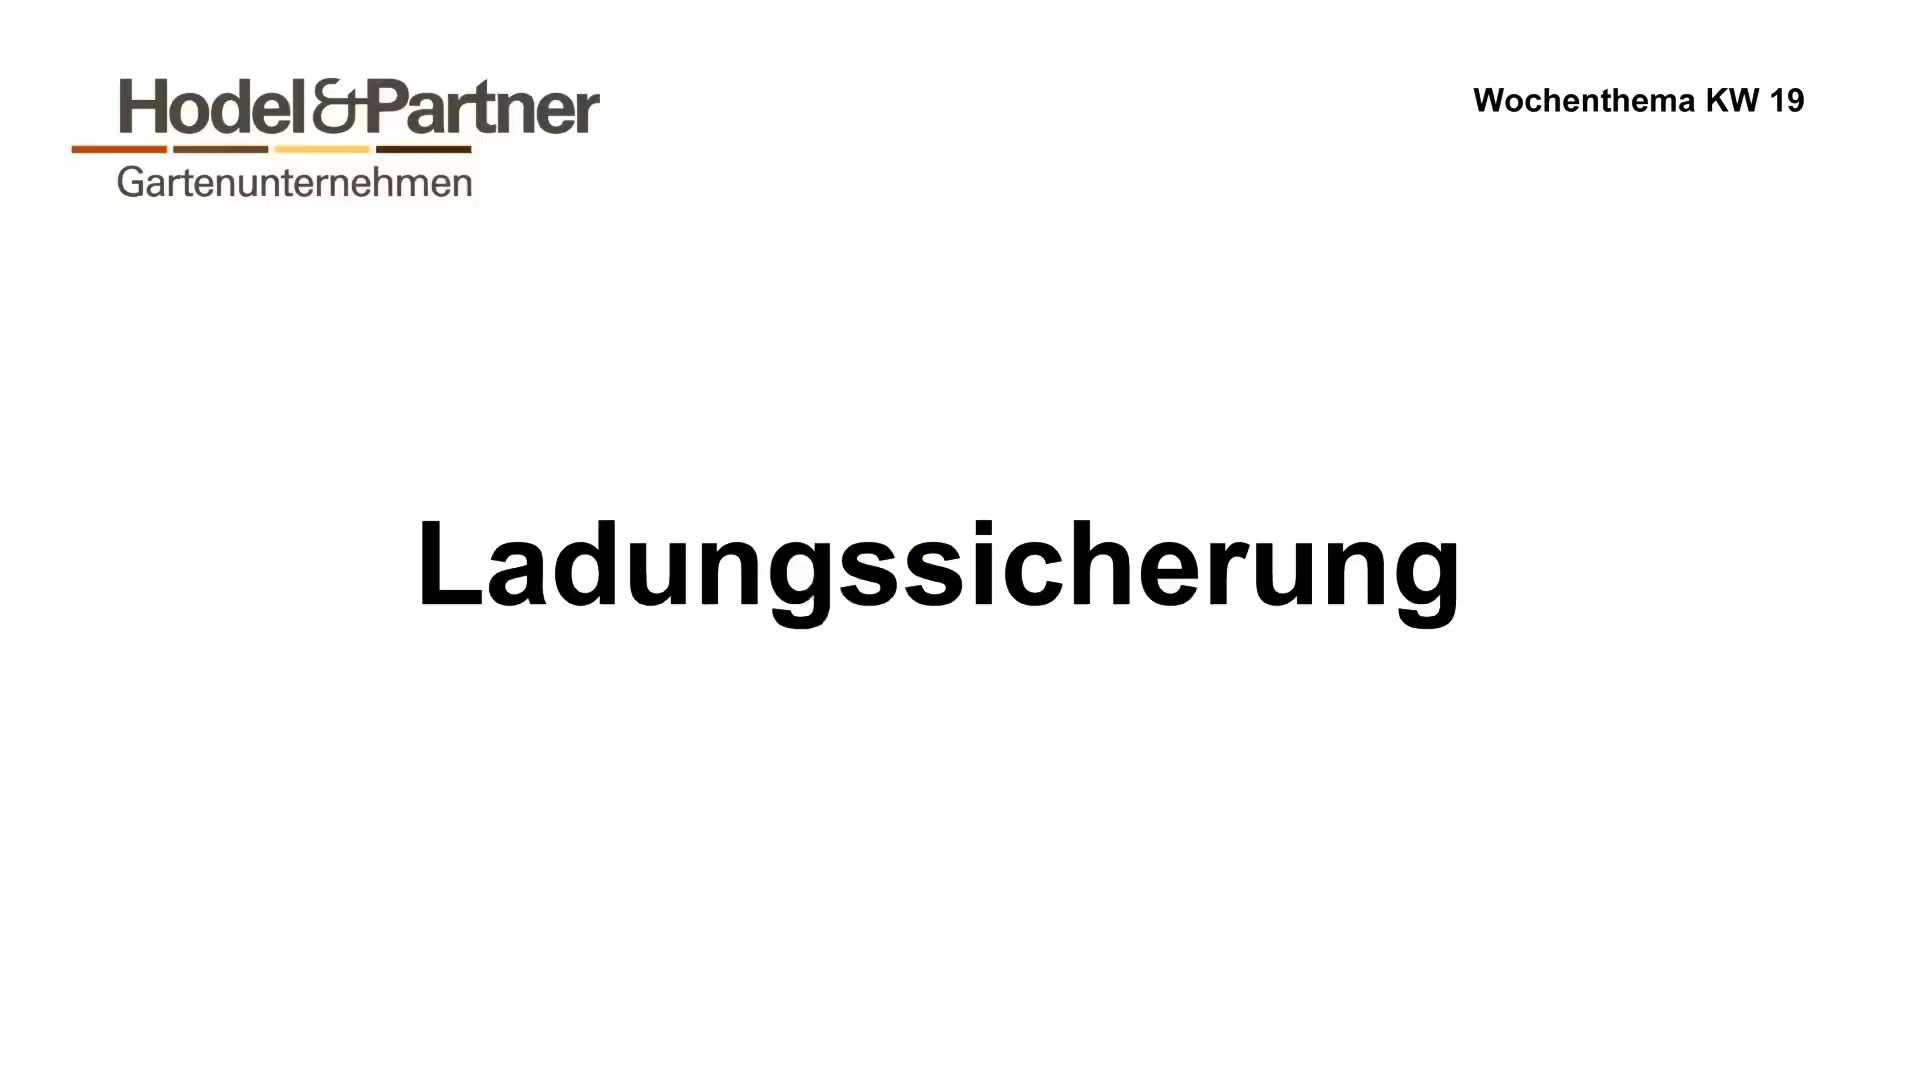 Hodel&Partner
Gartenunternehmen
Wochenthema KW 19
Ladungssicherung